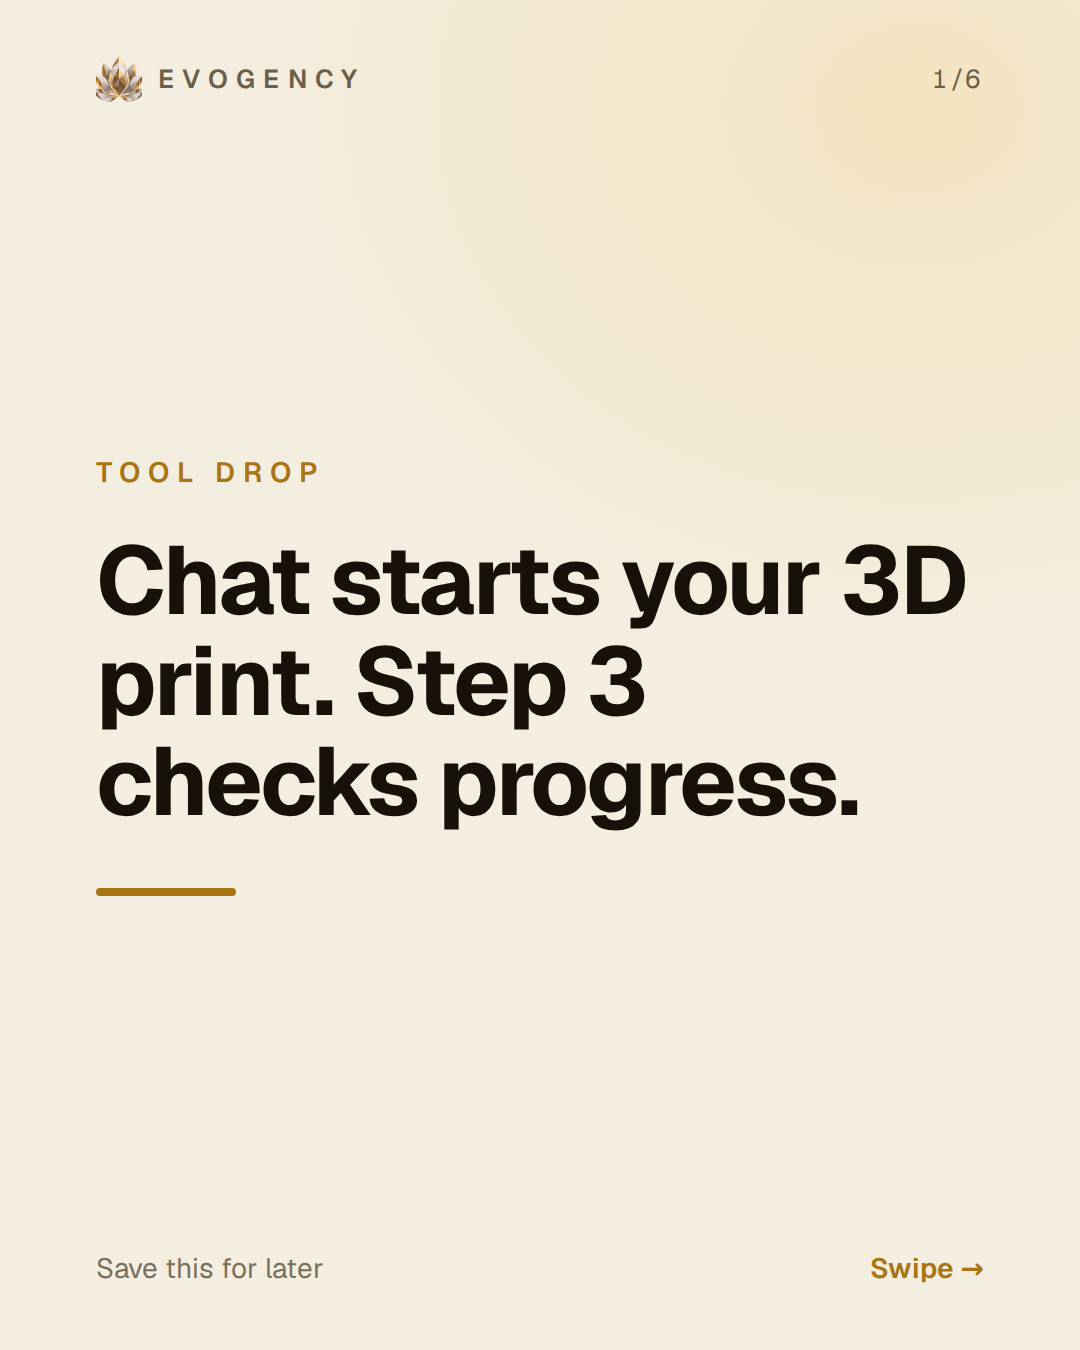 EVOGENCY
1/6
TOOL DROP
Chat starts your 3D
print. Step 3
checks progress.
Save this for later
Swipe →